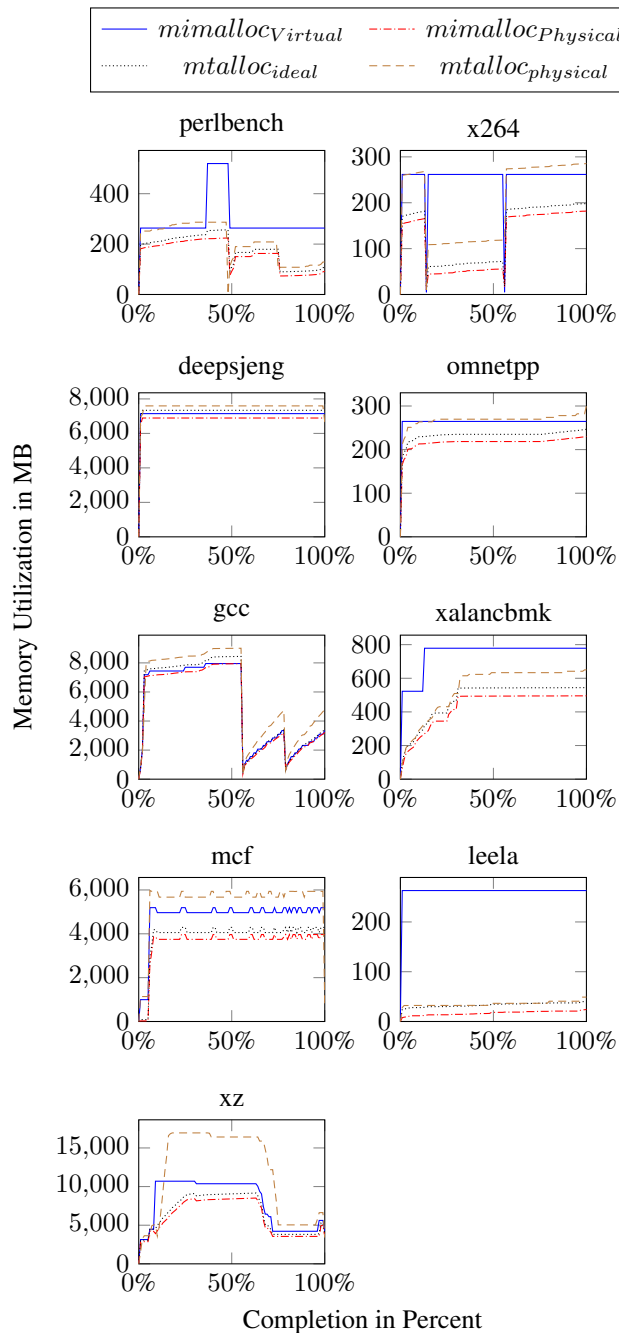 mimalloc_Virtual mimalloc_Physical
mtalloc_ideal mtalloc_physical
perlbench x264
400
200
0
0% 50% 100%
300
200
100
0
0% 50% 100%
deepsjeng omnetpp
8,000
6,000
4,000
2,000
0
0% 50% 100%
300
200
100
0
0% 50% 100%
Memory Utilization in MB
gcc xalancbmk
8,000
6,000
4,000
2,000
0
0% 50% 100%
800
600
400
200
0
0% 50% 100%
mcf leela
6,000
4,000
2,000
0
0% 50% 100%
200
100
0
0% 50% 100%
xz
15,000
10,000
5,000
0
0% 50% 100%
Completion in Percent